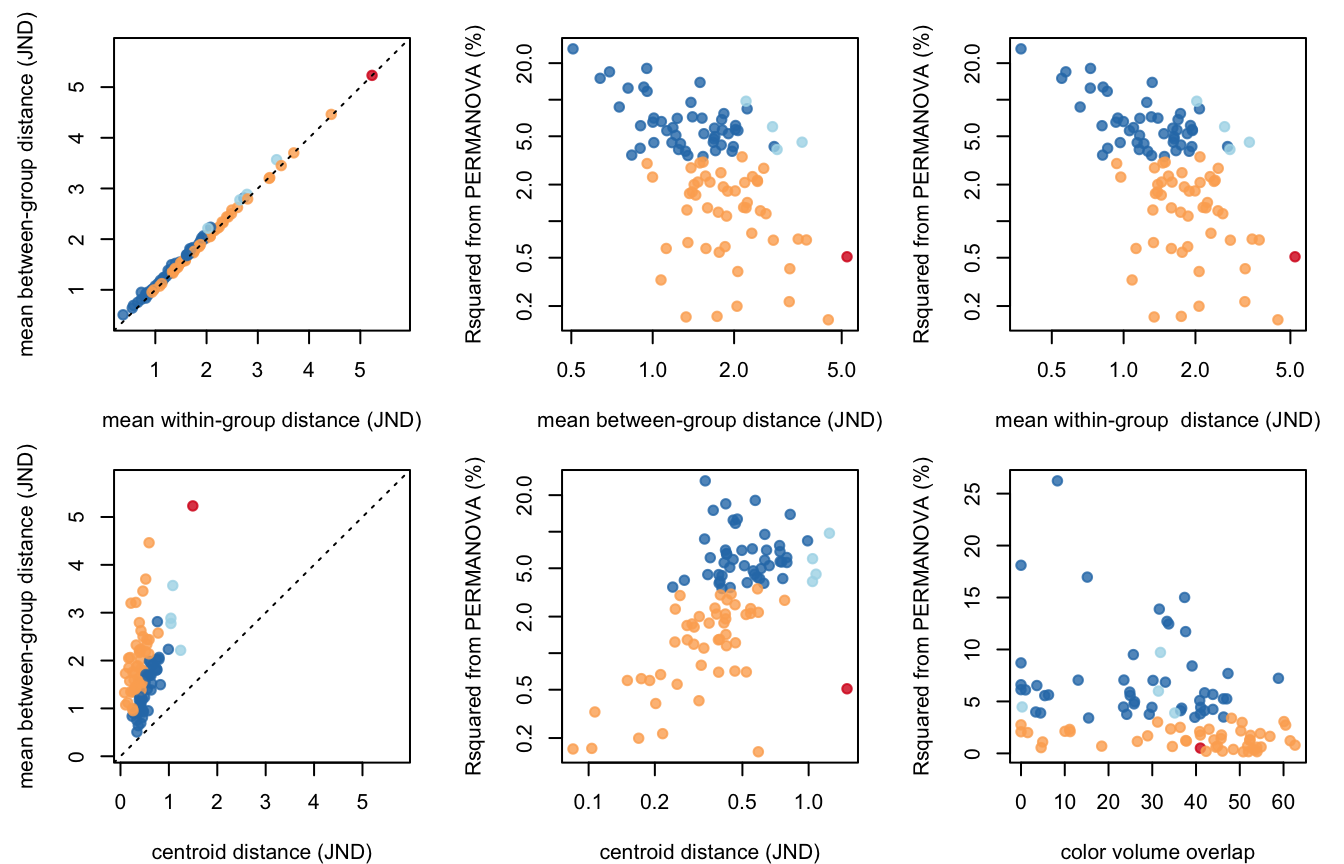 mean between-group distance (JND)
5
4
3
2
1
1 2 3 4 5
mean within-group distance (JND)
Rsquared from PERMANOVA (%)
20.0
5.0
2.0
0.5
0.2
0.5 1.0 2.0 5.0
mean between-group distance (JND)
Rsquared from PERMANOVA (%)
20.0
5.0
2.0
0.5
0.2
0.5 1.0 2.0 5.0
mean within-group  distance (JND)
mean between-group distance (JND)
5
4
3
2
1
0
0 1 2 3 4 5
centroid distance (JND)
Rsquared from PERMANOVA (%)
20.0
5.0
2.0
0.5
0.2
0.1 0.2 0.5 1.0
centroid distance (JND)
Rsquared from PERMANOVA (%)
25
20
15
10
5
0
0 10 20 30 40 50 60
color volume overlap